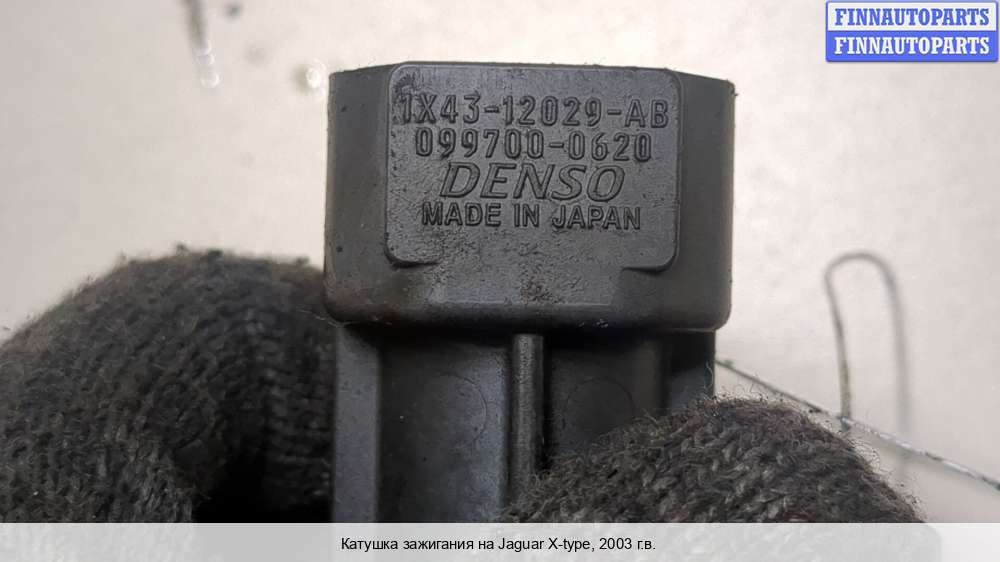 FINNAUTOPARTS
FINNAUTOPARTS
1X43-12029-AB
099700-0620
DENSO
MADE IN JAPAN
Катушка зажигания на Jaguar X-type, 2003 г.в.